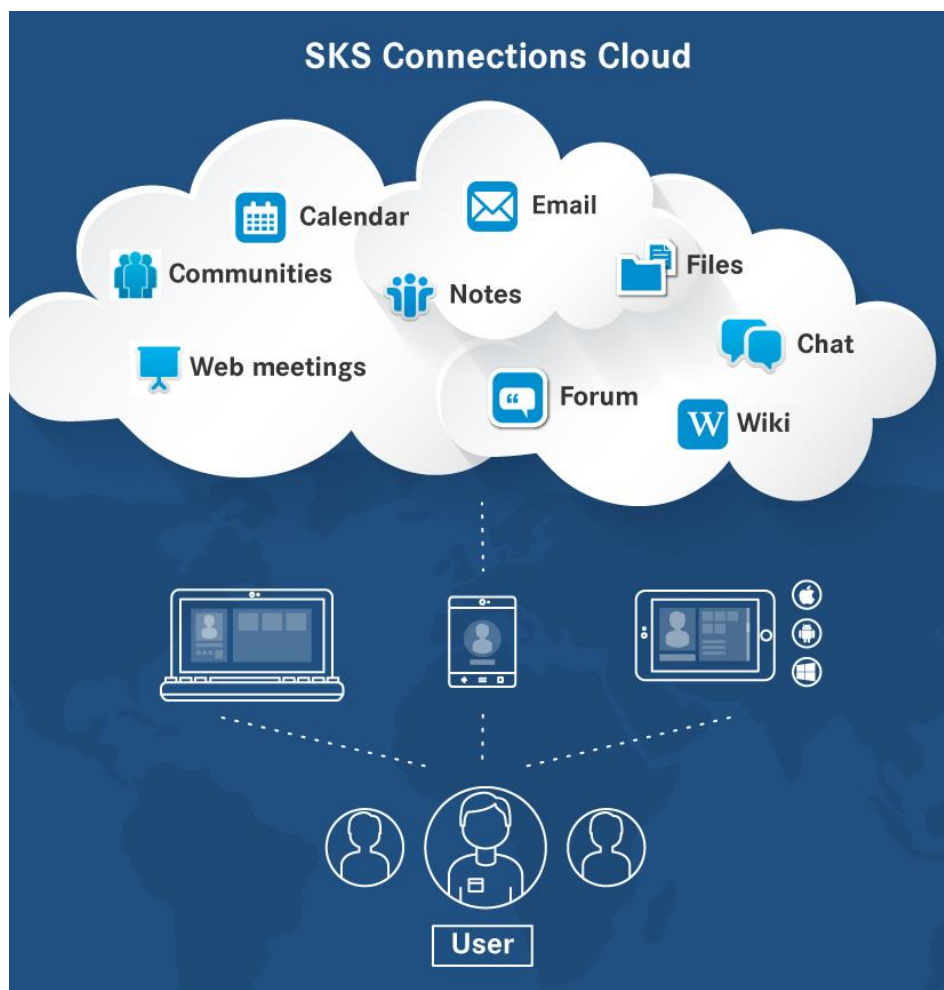 SKS Connections Cloud
Calendar
Email
Communities
Notes
Files
Web meetings
Forum
Chat
W Wiki
User